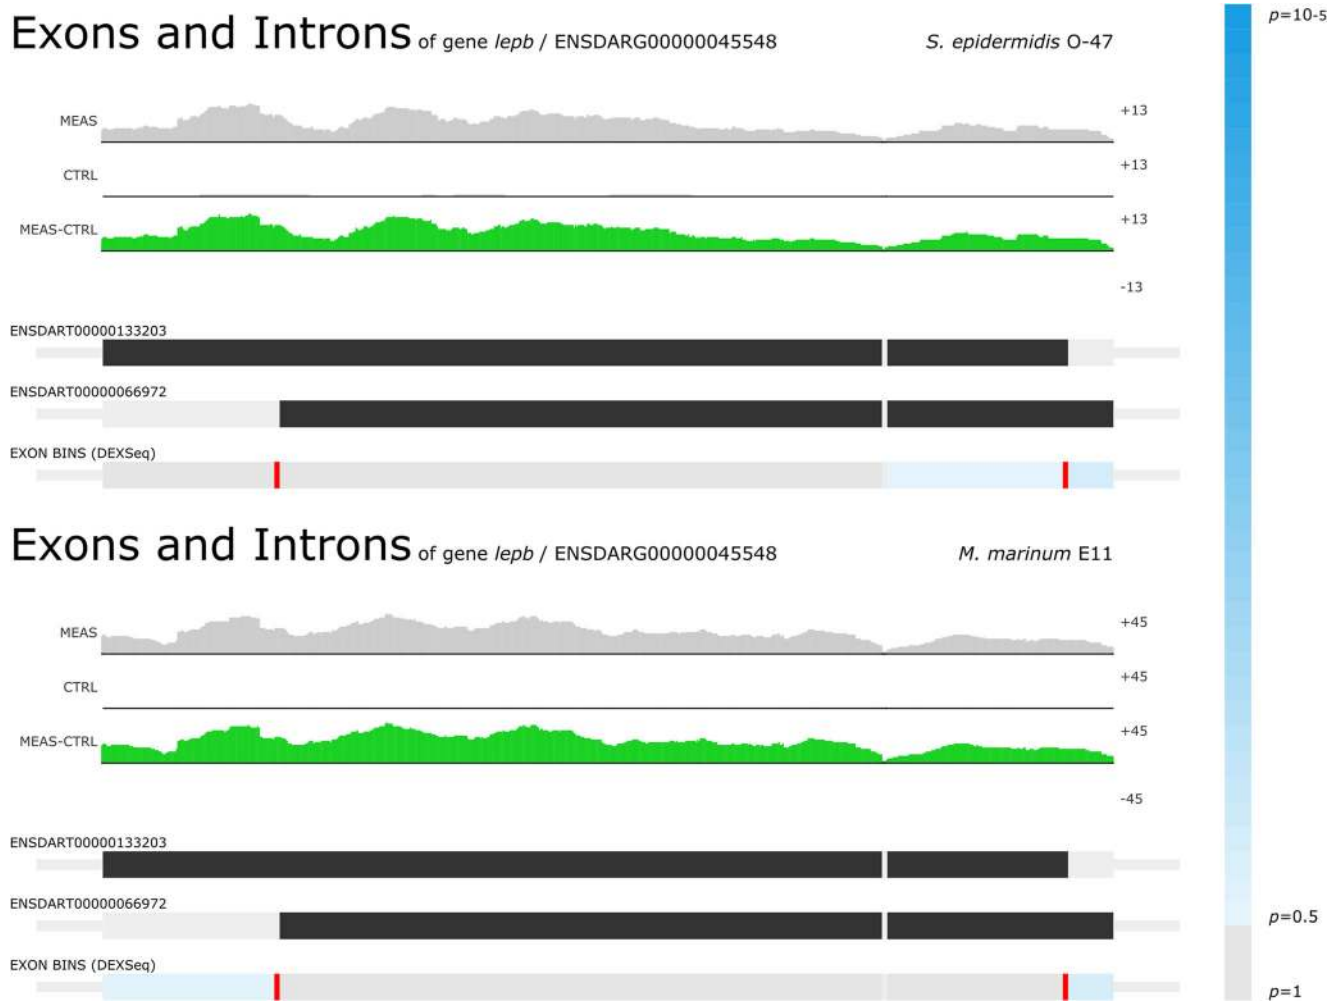 Exons and Introns of gene lepb / ENSDARG00000045548 S. epidermidis O-47
p=10-5
MEAS +13
CTRL +13
MEAS-CTRL +13
-13
ENSDART00000133203
ENSDART00000066972
EXON BINS (DEXSeq)
Exons and Introns of gene lepb / ENSDARG00000045548 M. marinum E11
MEAS +45
CTRL +45
MEAS-CTRL +45
-45
ENSDART00000133203
ENSDART00000066972
p=0.5
EXON BINS (DEXSeq)
p=1